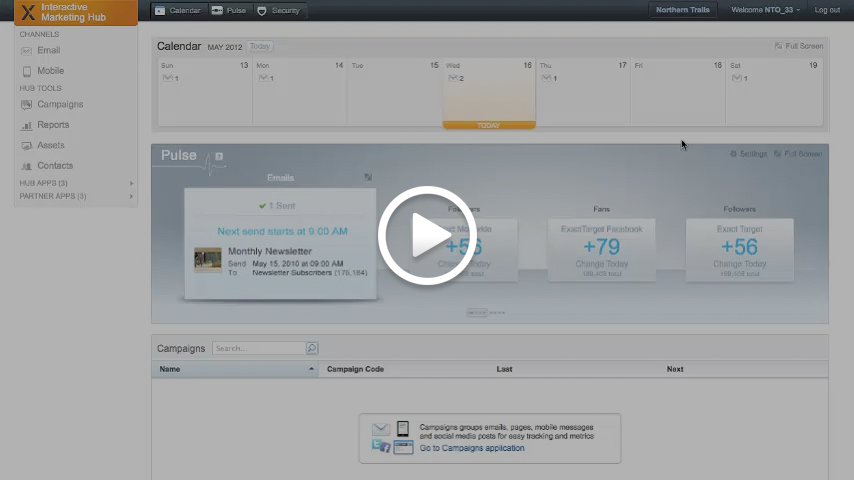 Interactive
Marketing Hub
Calendar
Pulse
Security
Northern Trails
Welcome NTO_33
Log out
CHANNELS
Email
Mobile
HUB TOOLS
Campaigns
Reports
Assets
Contacts
HUB APPS (3)
PARTNER APPS (3)
Calendar MAY 2012 Today
Full Screen
Sun 13
Mon 14
Tue 15
Wed 16
Thu 17
Fri 18
Sat 19
1
1
2
1
1
TODAY
Pulse
Settings
Full Screen
Emails
1 Sent
Next send starts at 9:00 AM
Monthly Newsletter
Send May 15, 2010 at 09:00 AM
To Newsletter Subscribers (175,184)
Followers
+56
Change Today
Fans
ExactTarget Facebook
+79
Change Today
Followers
Exact Target
+56
Change Today
Campaigns
Search...
Name
Campaign Code
Last
Next
Campaigns groups emails, pages, mobile messages
and social media posts for easy tracking and metrics
Go to Campaigns application